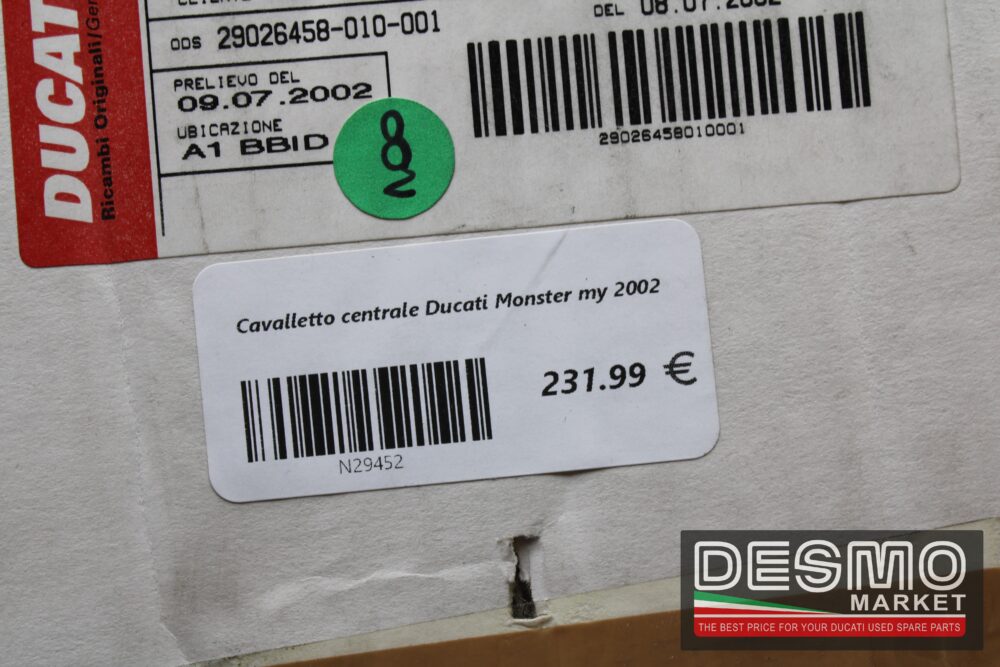 DUCATI
Ricambi Originali/Gen
ODS 29026458-010-001
DEL 08.07.2002
PRELIEVO DEL
09.07.2002
UBICAZIONE
A1 BBID
29026458010001
Cavalletto centrale Ducati Monster my 2002
231.99 €
N29452
DESMO
MARKET
THE BEST PRICE FOR YOUR DUCATI USED SPARE PARTS